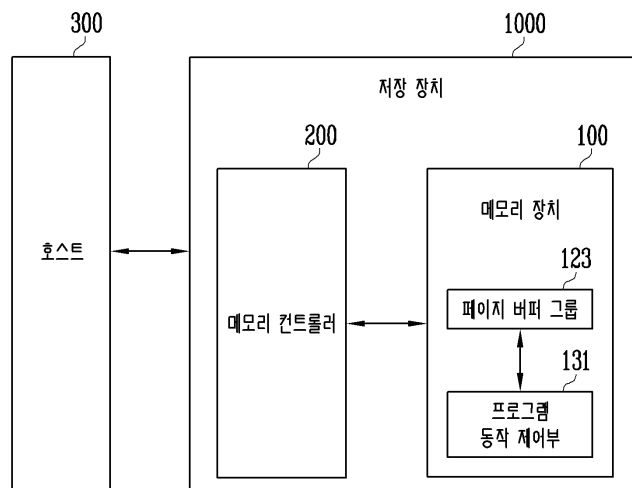 300
1000
저장 장치
200
100
메모리 장치
호스트
메모리 컨트롤러
123
페이지 버퍼 그룹
131
프로그램
동작 제어부